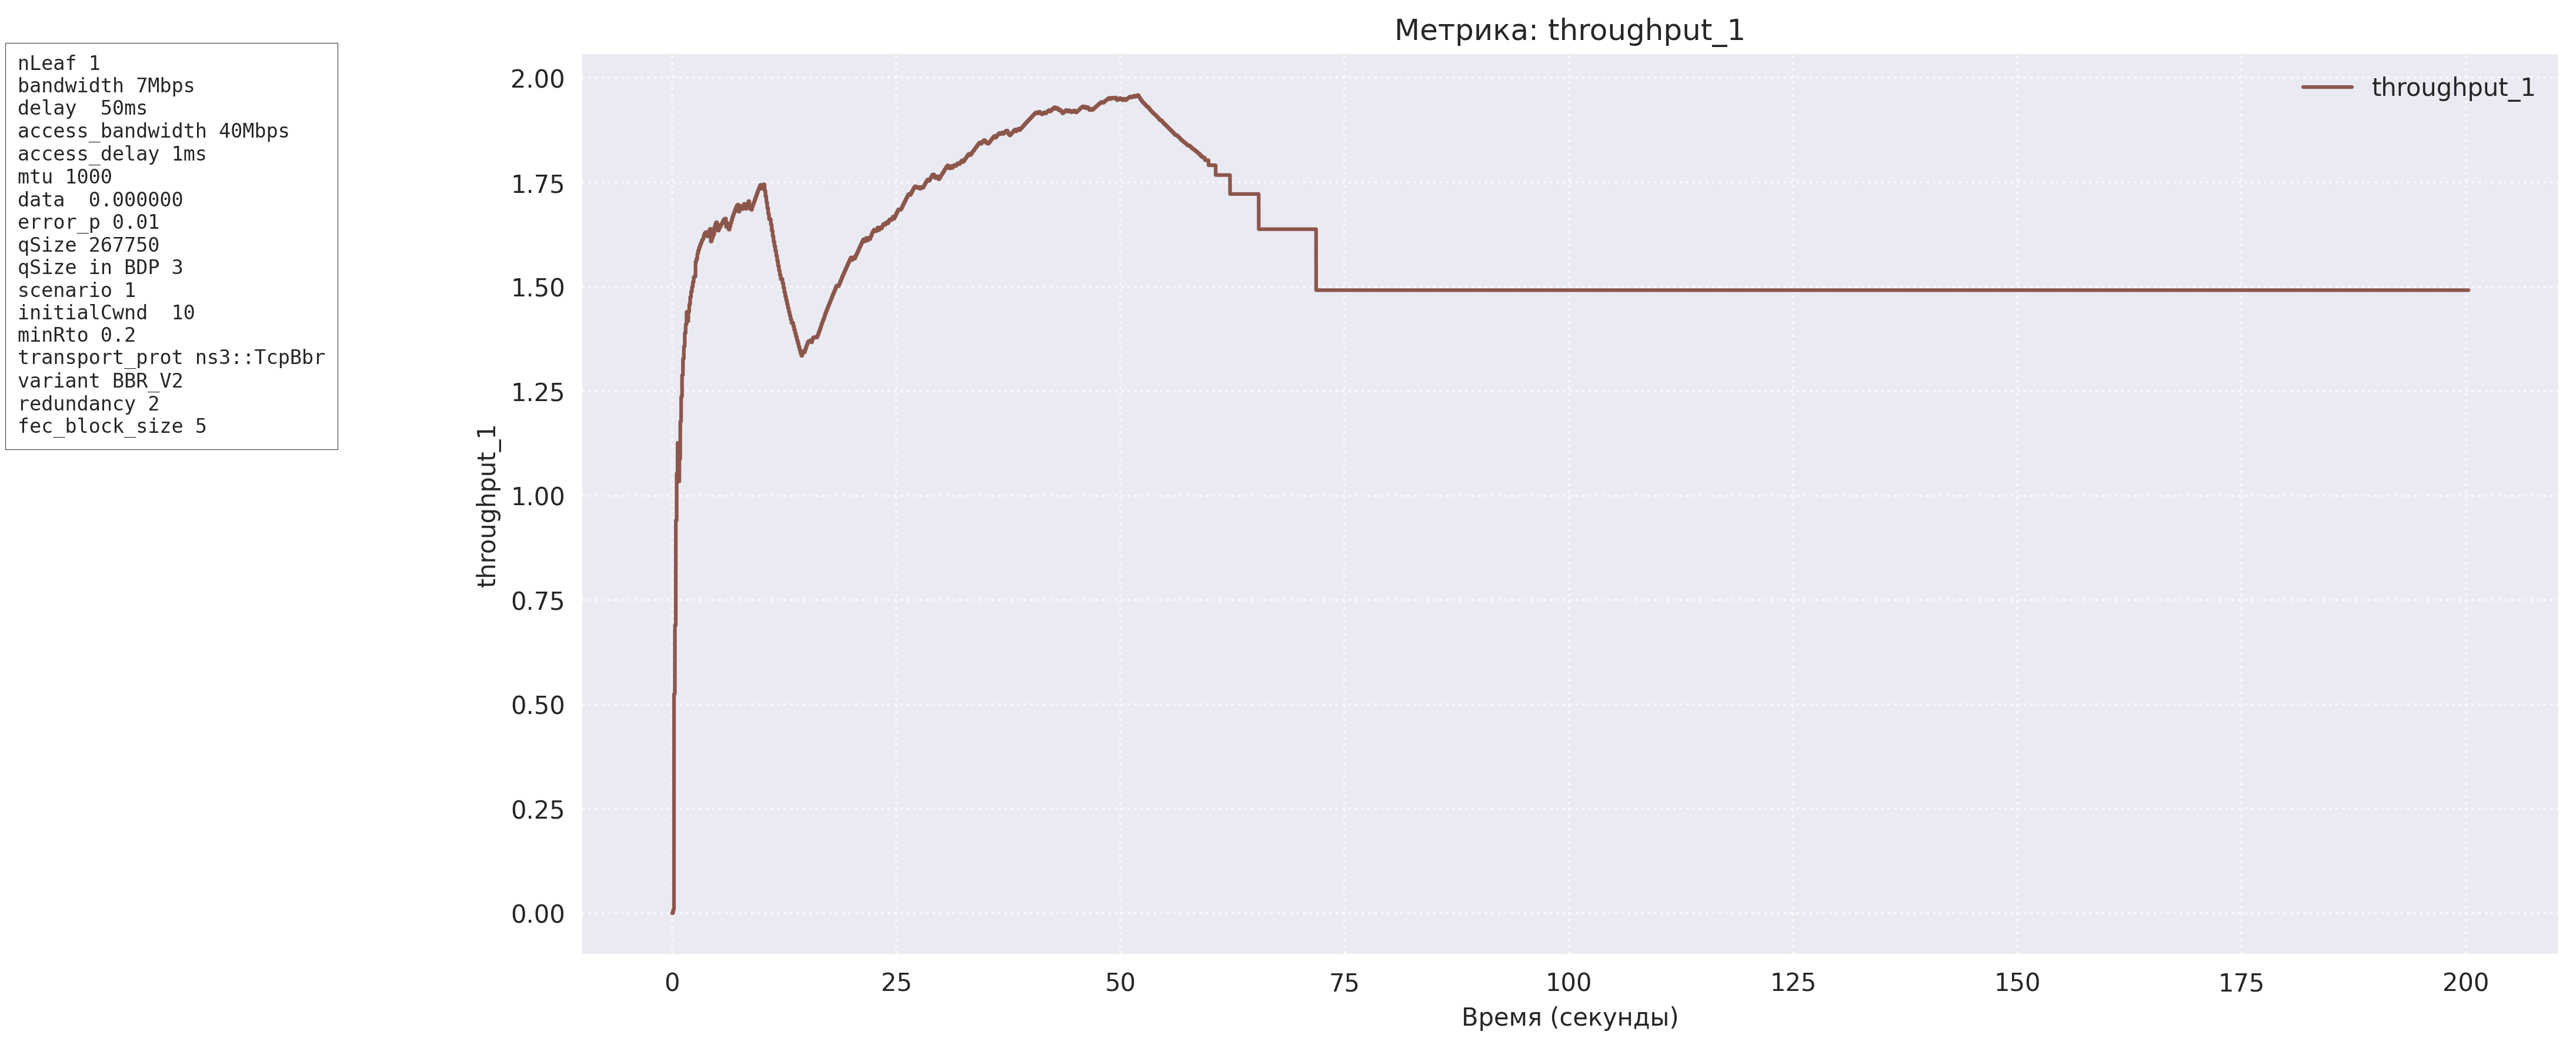 Метрика: throughput_1
nLeaf 1
bandwidth 7Mbps
delay  50ms
access_bandwidth 40Mbps
access_delay 1ms
mtu 1000
data  0.000000
error_p 0.01
qSize 267750
qSize in BDP 3
scenario 1
initialCwnd  10
minRto 0.2
transport_prot ns3::TcpBbr
variant BBR_V2
redundancy 2
fec_block_size 5
throughput_1
throughput_1
2.00
1.75
1.50
1.25
1.00
0.75
0.50
0.25
0.00
0 25 50 75 100 125 150 175 200
Время (секунды)